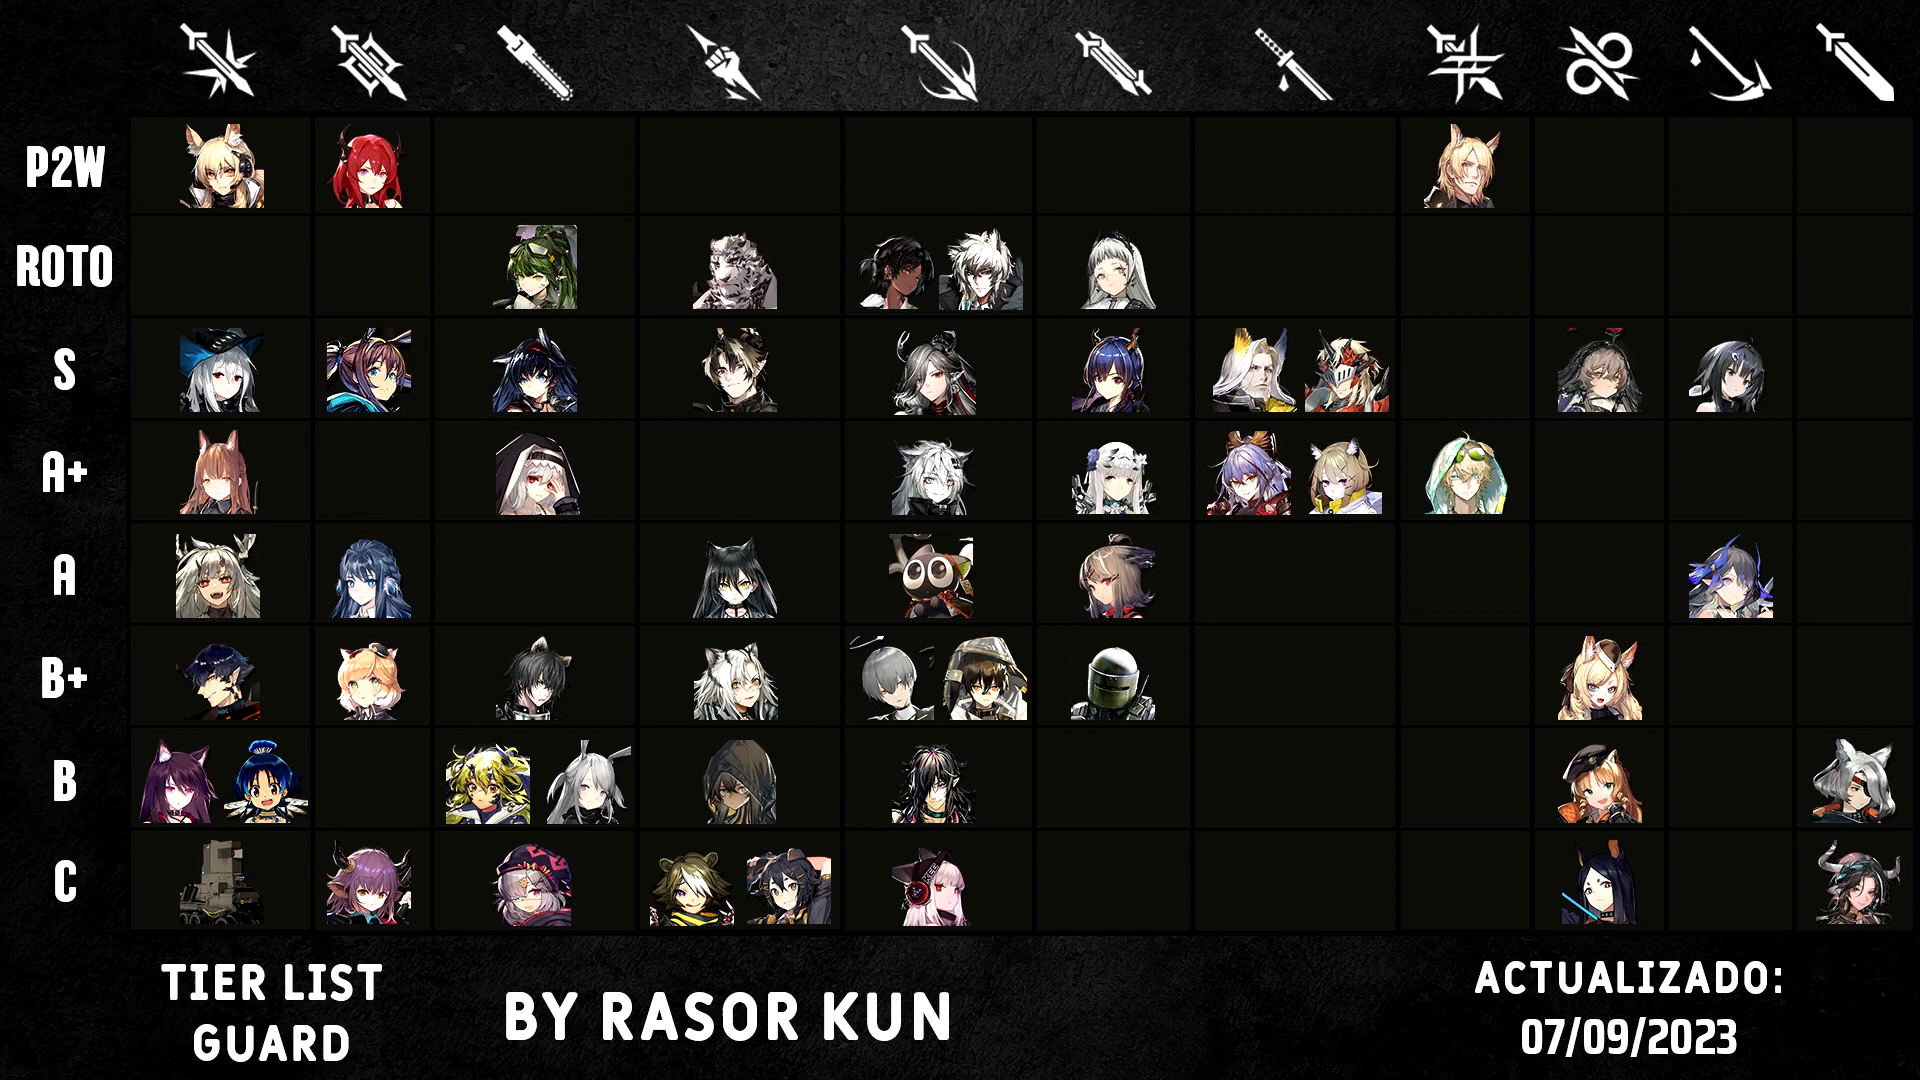 P2W
ROTO
S
A+
A
B+
B
C
TIER LIST
GUARD
BY RASOR KUN
ACTUALIZADO:
07/09/2023